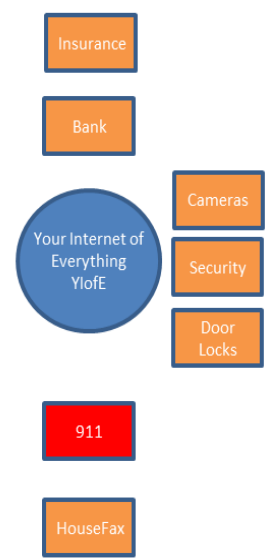 Insurance
Bank
Cameras
Your Internet of
Everything
YIofE
Security
Door
Locks
911
HouseFax